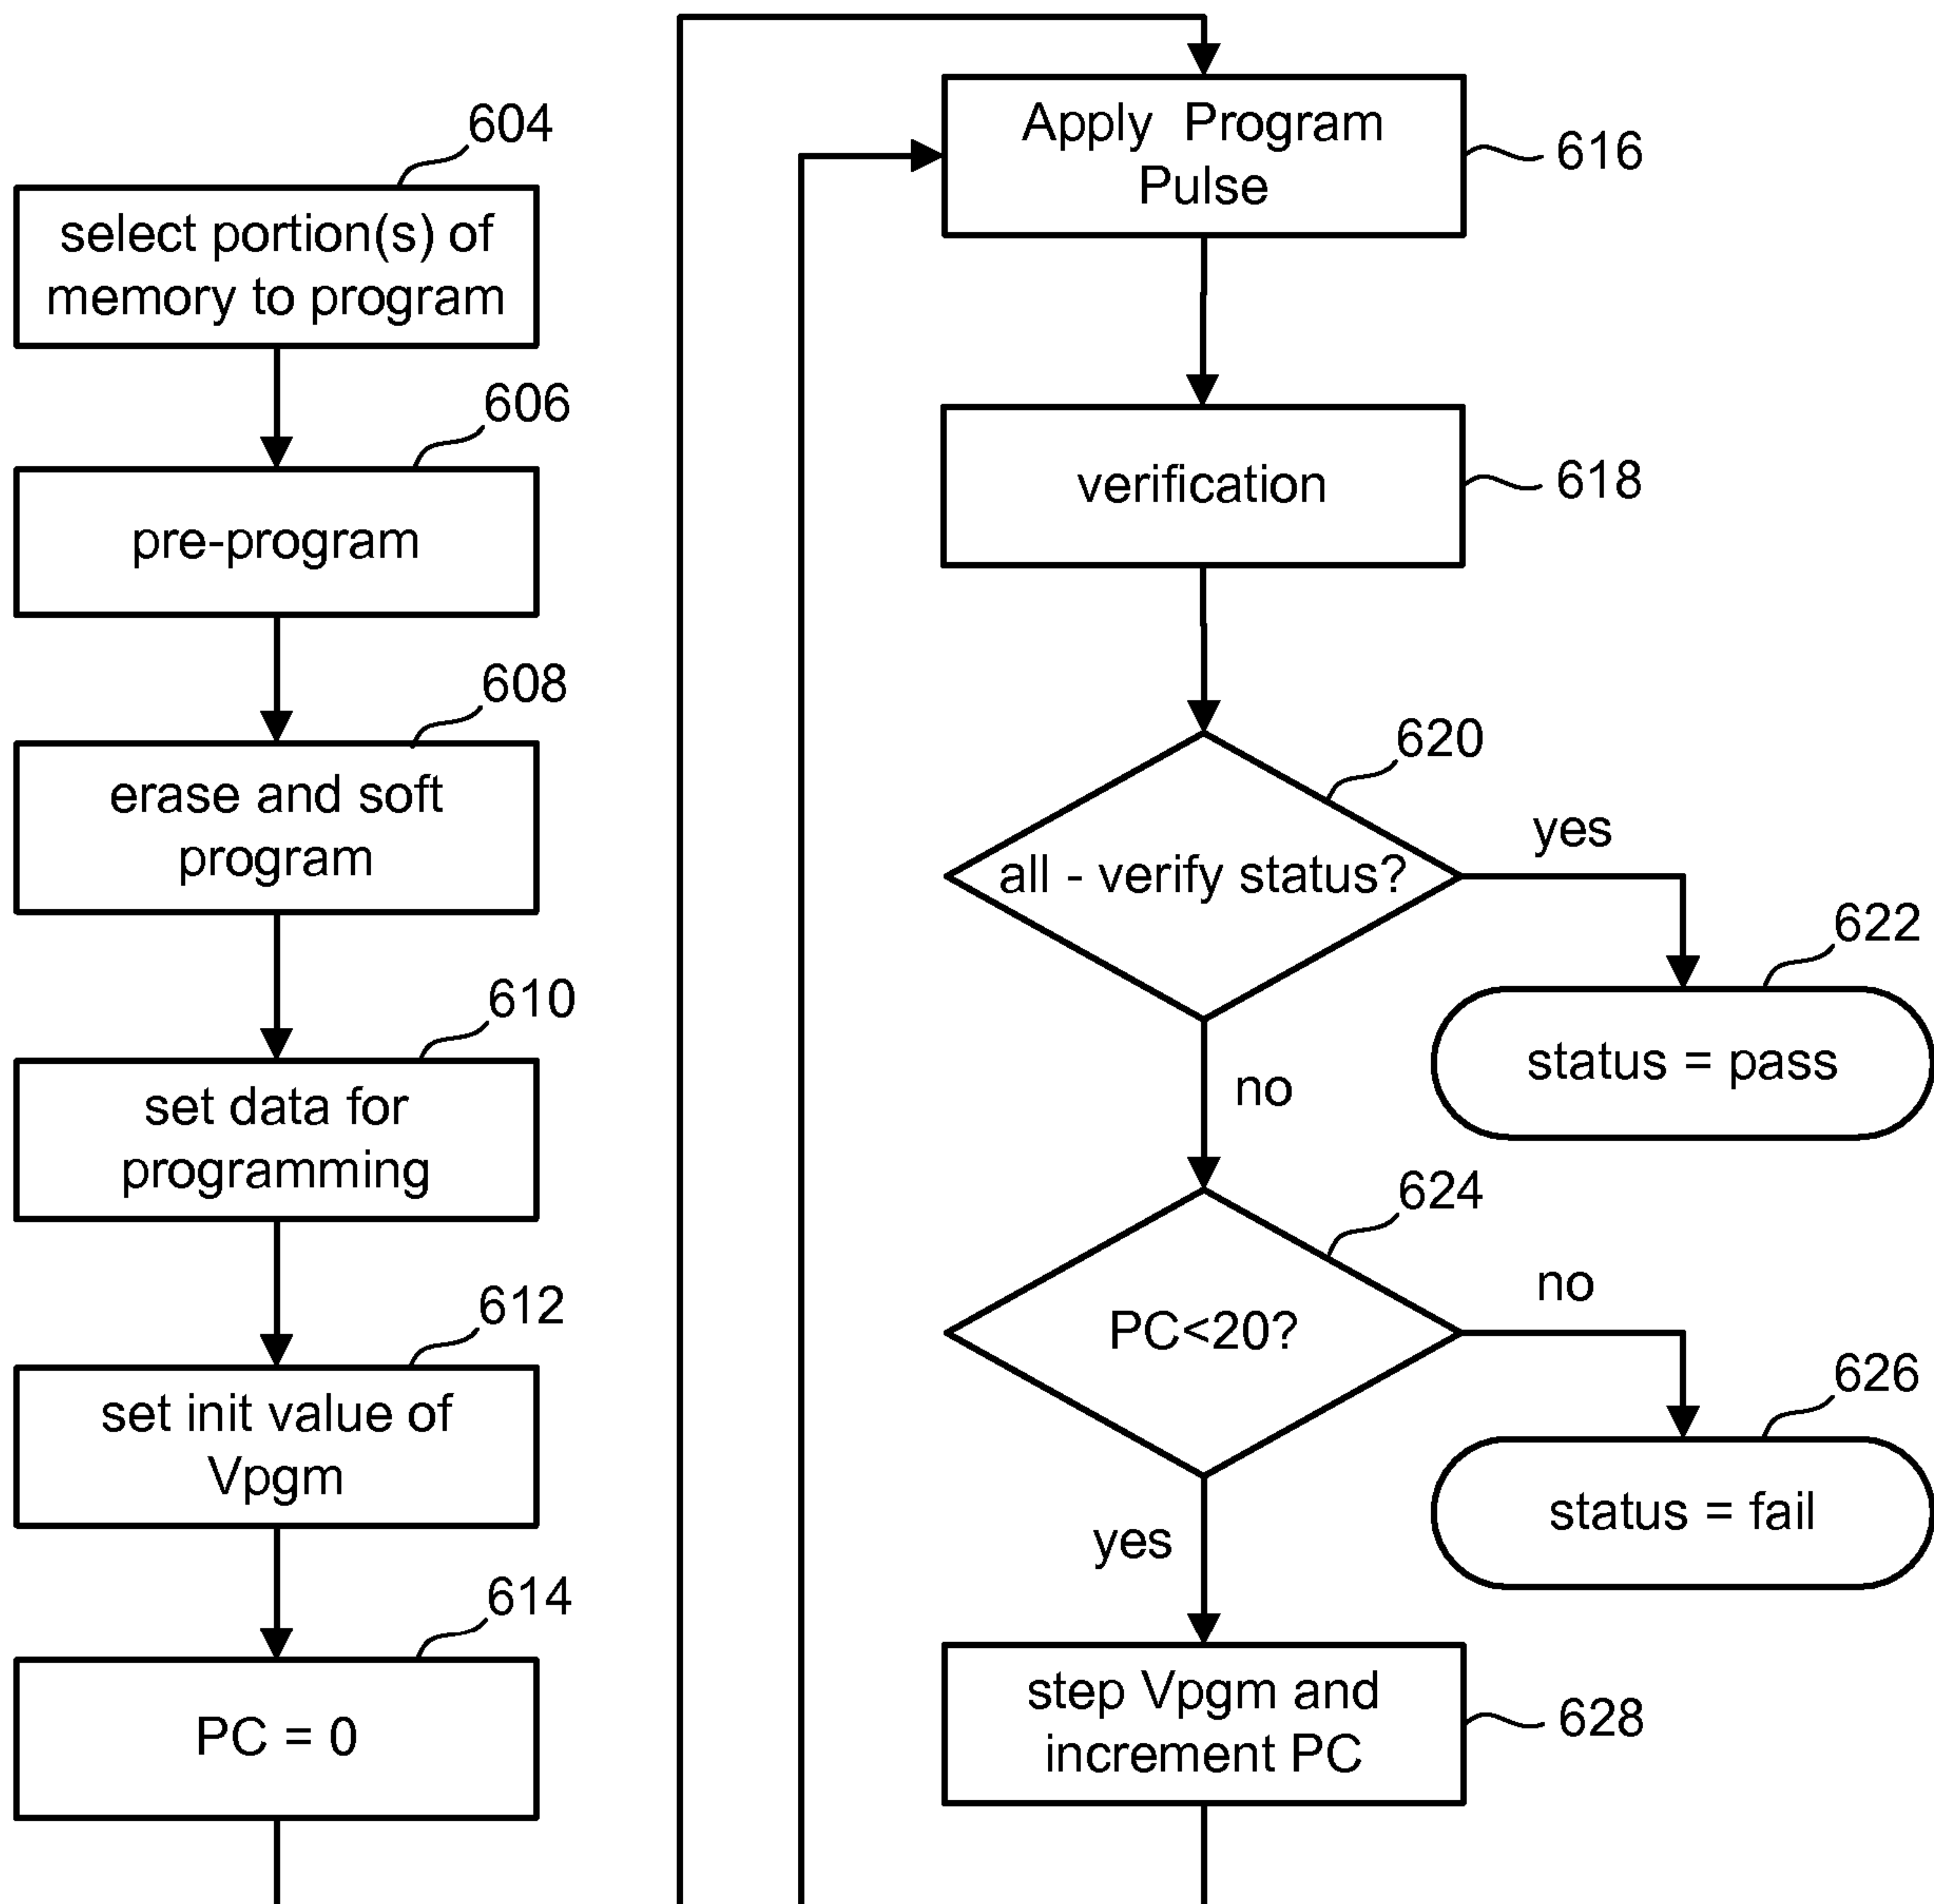 604
select portion(s) of
memory to program
606
pre-program
608
erase and soft
program
610
set data for
programming
612
set init value of
Vpgm
614
PC = 0
Apply Program
Pulse
616
verification
618
620
all - verify status?
yes
622
status = pass
no
624
PC<20?
no
626
status = fail
yes
step Vpgm and
increment PC
628